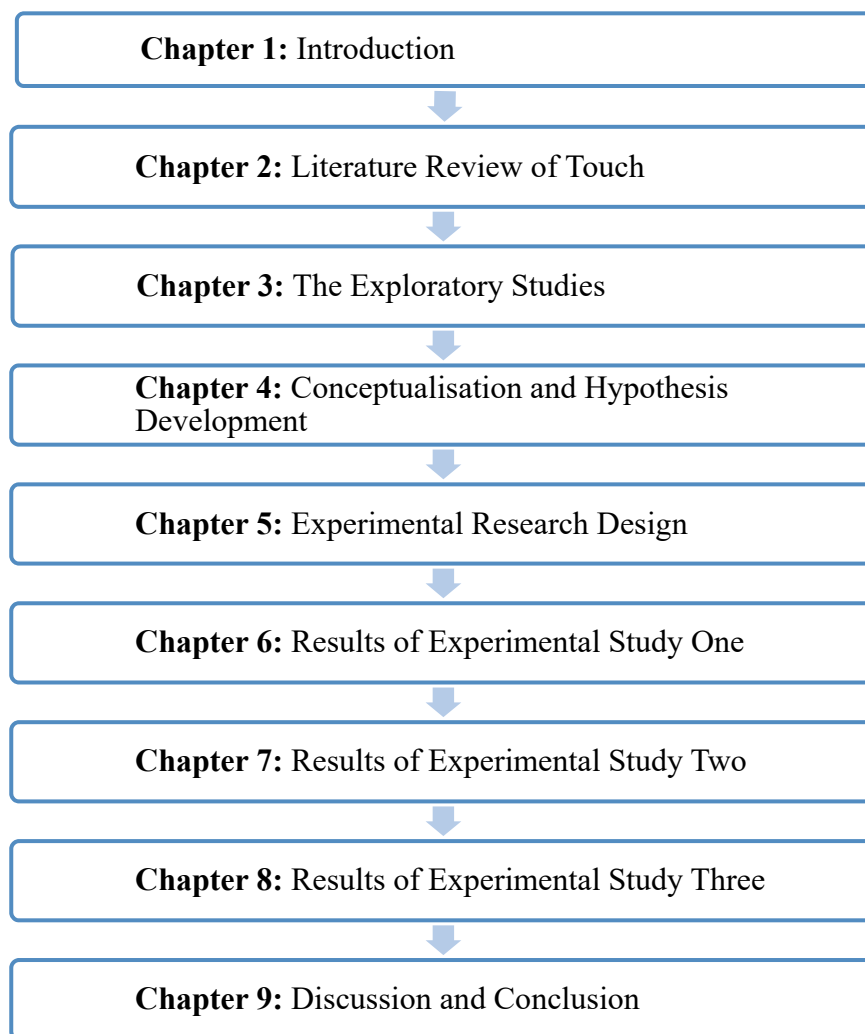 Chapter 1: Introduction
Chapter 2: Literature Review of Touch
Chapter 3: The Exploratory Studies
Chapter 4: Conceptualisation and Hypothesis
Development
Chapter 5: Experimental Research Design
Chapter 6: Results of Experimental Study One
Chapter 7: Results of Experimental Study Two
Chapter 8: Results of Experimental Study Three
Chapter 9: Discussion and Conclusion